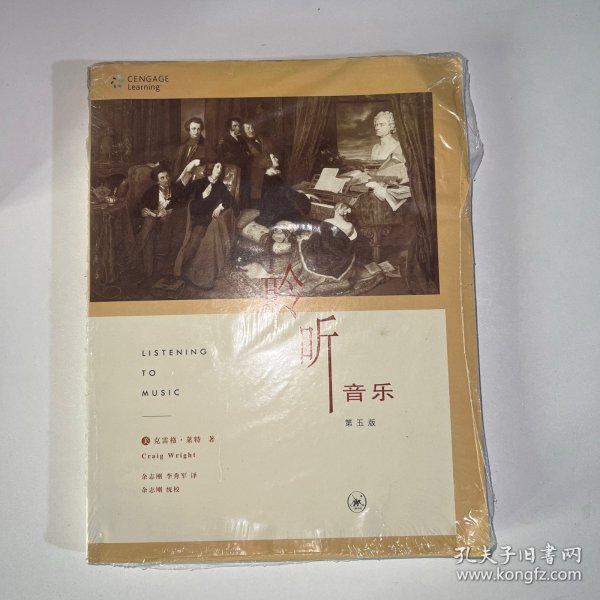 CENGAGE
Learning
聆听
音乐
第五版
LISTENING
TO
MUSIC
美 克雷格·莱特 著
Craig Wright
余志刚 李秀军 译
余志刚 统校
孔夫子旧书网
www.kongfz.com